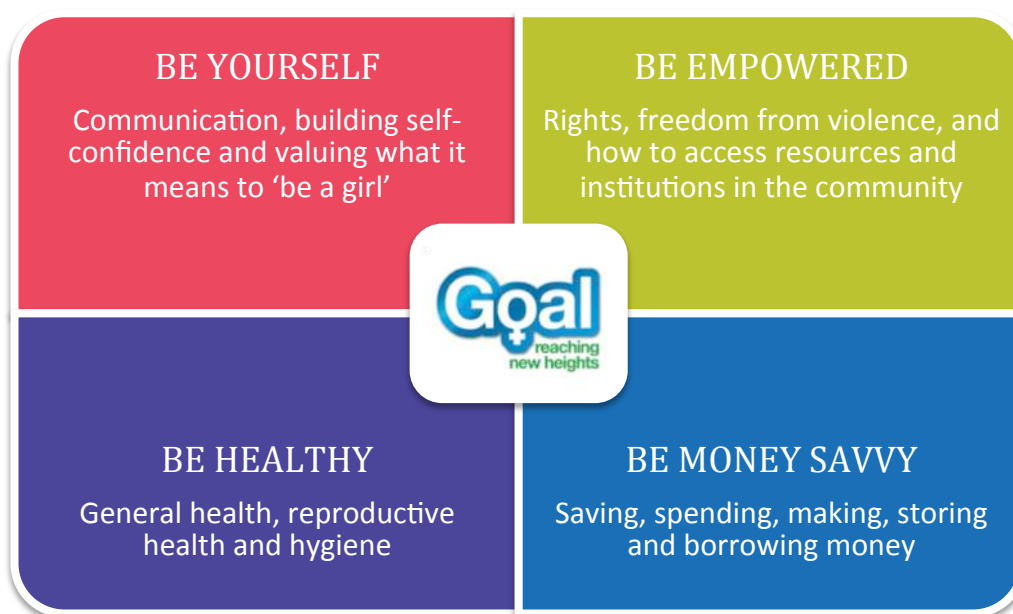 BE YOURSELF
Communication, building self-
confidence and valuing what it
means to ‘be a girl’
BE EMPOWERED
Rights, freedom from violence, and
how to access resources and
institutions in the community
Goal
reaching
new heights
BE HEALTHY
General health, reproductive
health and hygiene
BE MONEY SAVVY
Saving, spending, making, storing
and borrowing money